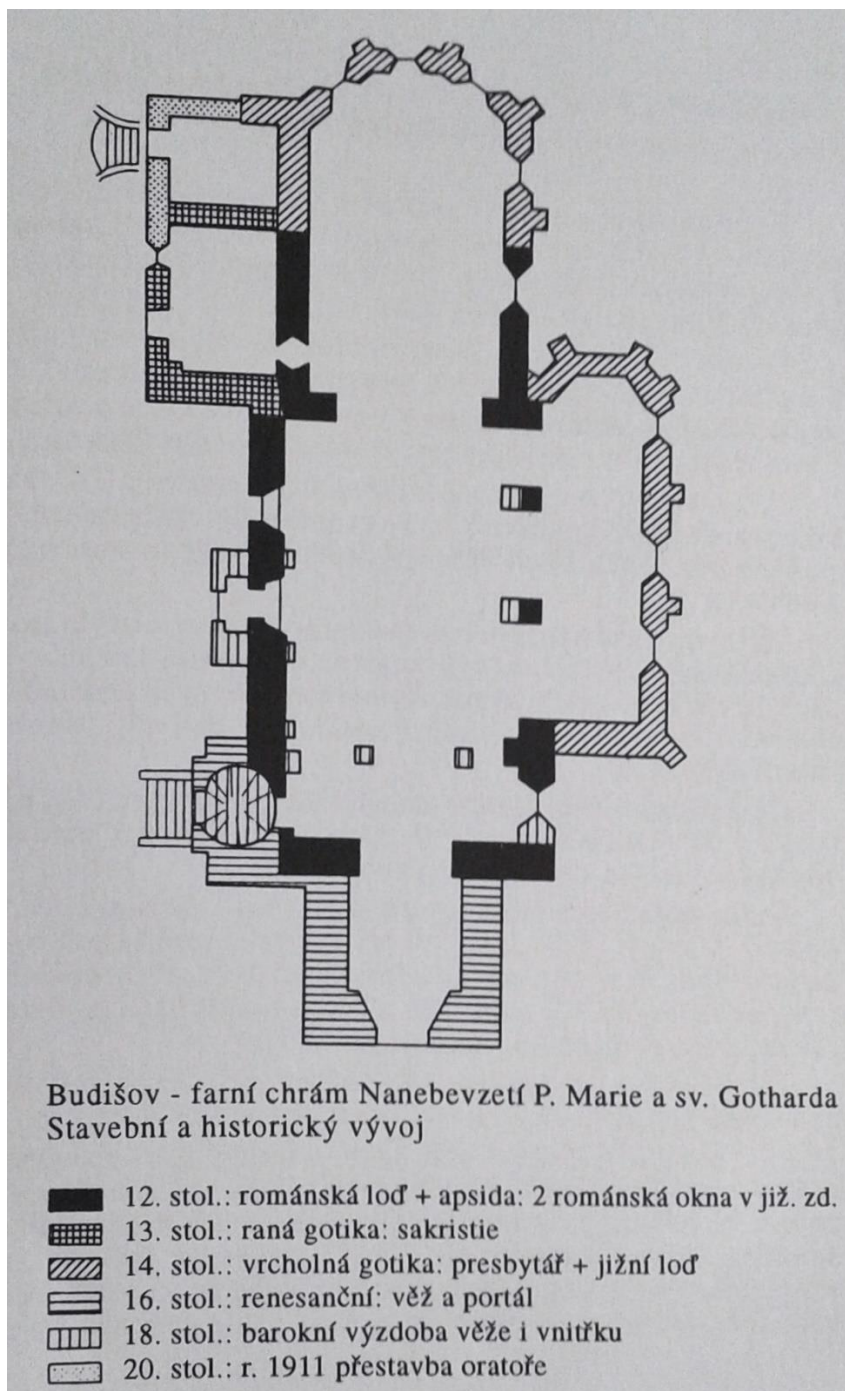 Budišov - farní chrám Nanebevzetí P. Marie a sv. Gotharda
Stavební a historický vývoj
12. stol.: románská loď + apsida: 2 románská okna v již. zd.
13. stol.: raná gotika: sakristie
14. stol.: vrcholná gotika: presbytář + jižní loď
16. stol.: renesanční: věž a portál
18. stol.: barokní výzdoba věže i vnitřku
20. stol.: r. 1911 přestavba oratoře